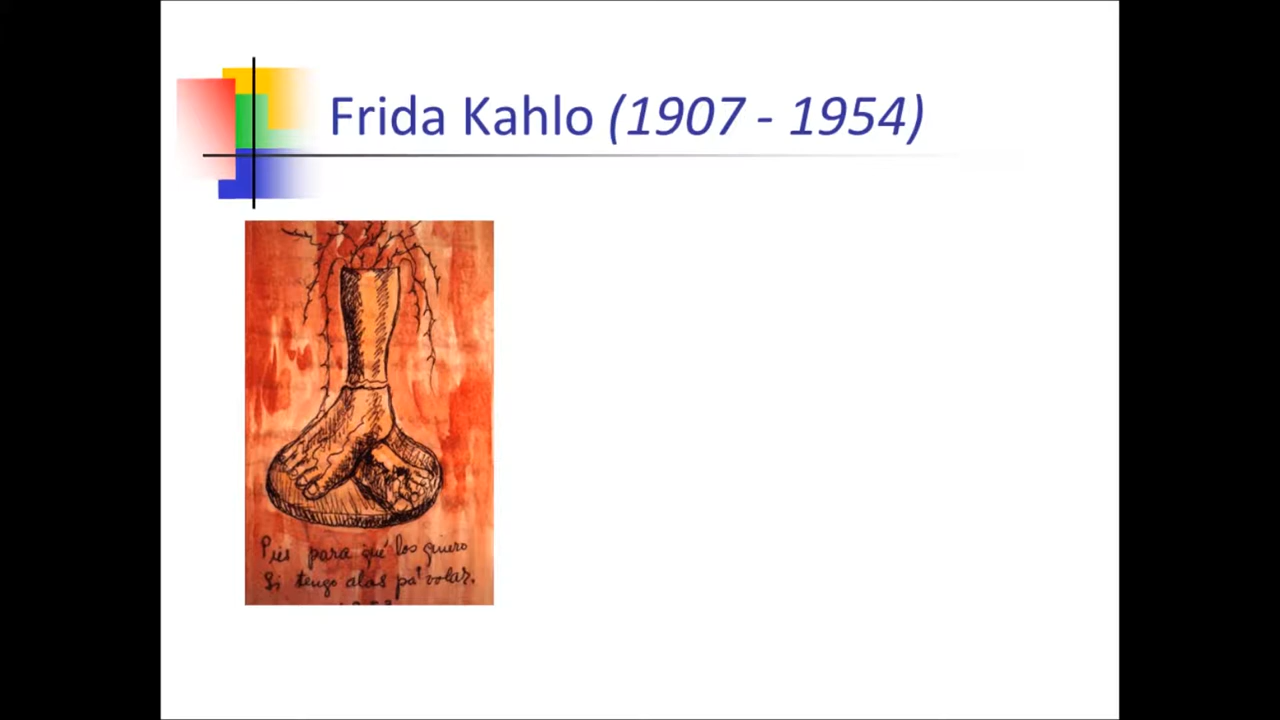 Frida Kahlo (1907 - 1954)
Pies para qué los quiero
Si tengo alas pa' volar.